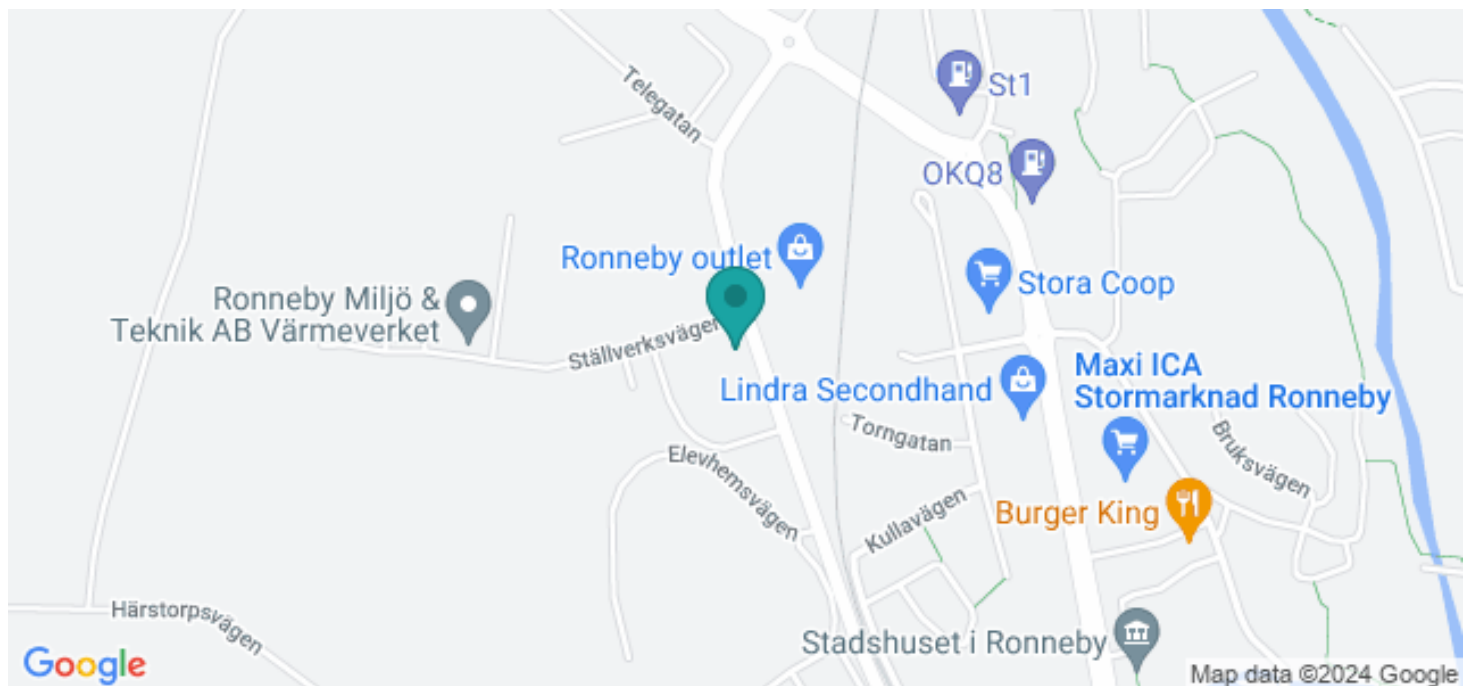 Telegatan
St1
OKQ8
Ronneby outlet
Stora Coop
Ronneby Miljö &
Teknik AB Värmeverket
Ställverksvägen
Lindra Secondhand
Maxi ICA
Stormarknad Ronneby
Torngatan
Bruksvägen
Elevhemsvägen
Kullavägen
Burger King
Härstorpsvägen
Stadshuset i Ronneby
Google
Map data ©2024 Google